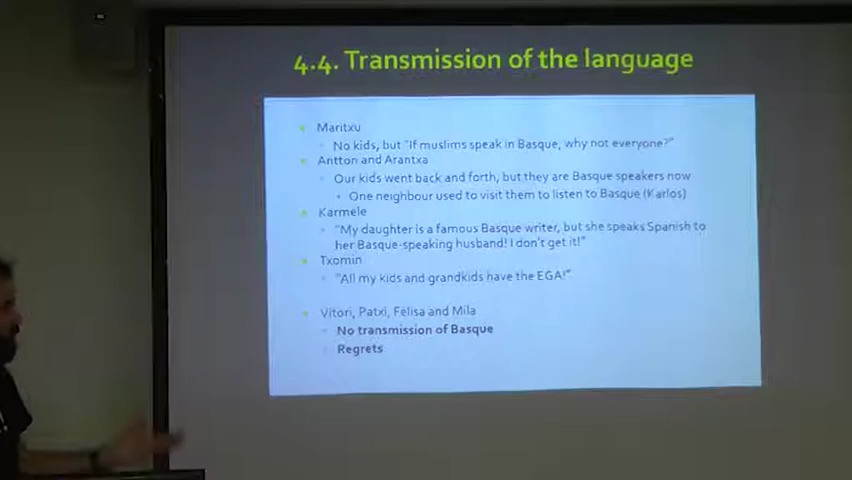 4.4. Transmission of the language
Maritxu
No kids, but "If muslims speak in Basque, why not everyone?"
Antton and Arantxa
Our kids went back and forth, but they are Basque speakers now
One neighbour used to visit them to listen to Basque (Karlos)
Karmele
"My daughter is a famous Basque writer, but she speaks Spanish to
her Basque-speaking husband! I don't get it!"
Txomin
"All my kids and grandkids have the EGA!"
Vitori, Patxi, Felisa and Mila
No transmission of Basque
Regrets